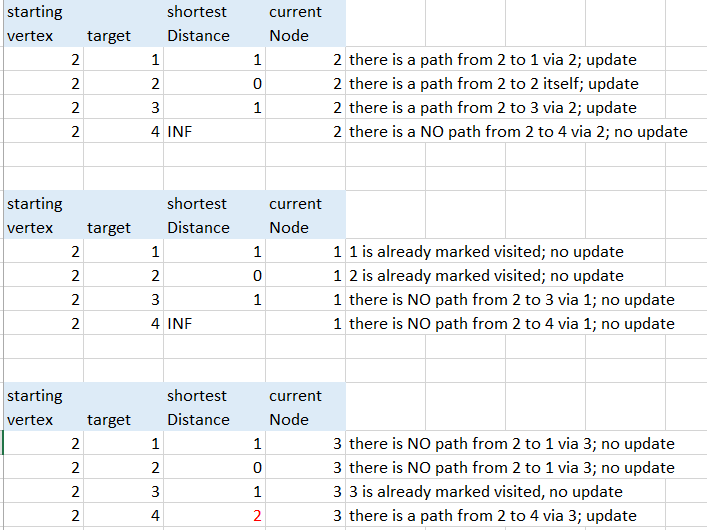 starting shortest current
vertex target Distance Node
2 1 1 2 there is a path from 2 to 1 via 2; update
2 2 0 2 there is a path from 2 to 2 itself; update
2 3 1 2 there is a path from 2 to 3 via 2; update
2 4 INF 2 there is a NO path from 2 to 4 via 2; no update
starting shortest current
vertex target Distance Node
2 1 1 1 1 is already marked visited; no update
2 2 0 1 2 is already marked visited; no update
2 3 1 1 there is NO path from 2 to 3 via 1; no update
2 4 INF 1 there is NO path from 2 to 4 via 1; no update
starting shortest current
vertex target Distance Node
2 1 1 3 there is NO path from 2 to 1 via 3; no update
2 2 0 3 there is NO path from 2 to 1 via 3; no update
2 3 1 3 3 is already marked visited, no update
2 4 2 3 there is a path from 2 to 4 via 3; update